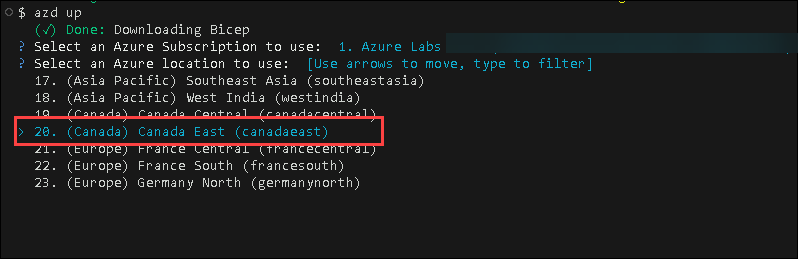 $ azd up
(✓) Done: Downloading Bicep
? Select an Azure Subscription to use: 1. Azure Labs
? Select an Azure location to use: [Use arrows to move, type to filter]
17. (Asia Pacific) Southeast Asia (southeastasia)
18. (Asia Pacific) West India (westindia)
19. (Canada) Canada Central (canadacentral)
> 20. (Canada) Canada East (canadaeast)
21. (Europe) France Central (francecentral)
22. (Europe) France South (francesouth)
23. (Europe) Germany North (germanynorth)